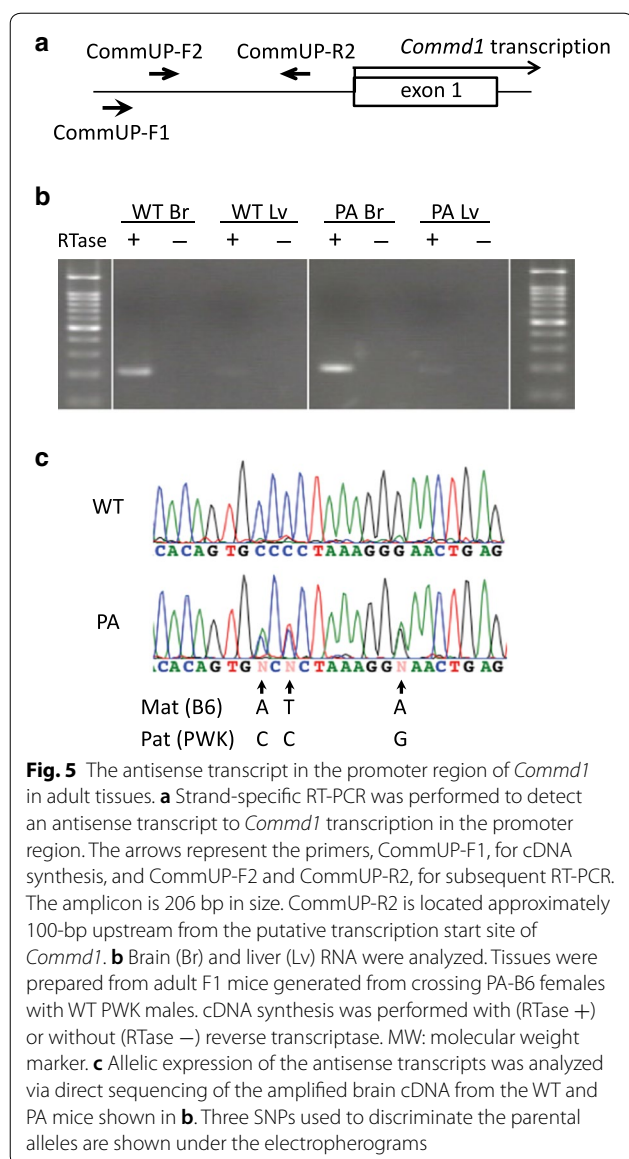 a
CommUP-F2 CommUP-R2 Commd1 transcription
exon 1
CommUP-F1
b
WT Br WT Lv PA Br PA Lv
RTase + − + − + − + −
c
WT
CACAGTGCCCCTAAAGGGAACTGAG
PA
CACAGTGNCNCTAAAGGNAACTGAG
Mat (B6) A T A
Pat (PWK) C C G
Fig. 5 The antisense transcript in the promoter region of Commd1
in adult tissues. a Strand-specific RT-PCR was performed to detect
an antisense transcript to Commd1 transcription in the promoter
region. The arrows represent the primers, CommUP-F1, for cDNA
synthesis, and CommUP-F2 and CommUP-R2, for subsequent RT-PCR.
The amplicon is 206 bp in size. CommUP-R2 is located approximately
100-bp upstream from the putative transcription start site of
Commd1. b Brain (Br) and liver (Lv) RNA were analyzed. Tissues were
prepared from adult F1 mice generated from crossing PA-B6 females
with WT PWK males. cDNA synthesis was performed with (RTase +)
or without (RTase −) reverse transcriptase. MW: molecular weight
marker. c Allelic expression of the antisense transcripts was analyzed
via direct sequencing of the amplified brain cDNA from the WT and
PA mice shown in b. Three SNPs used to discriminate the parental
alleles are shown under the electropherograms